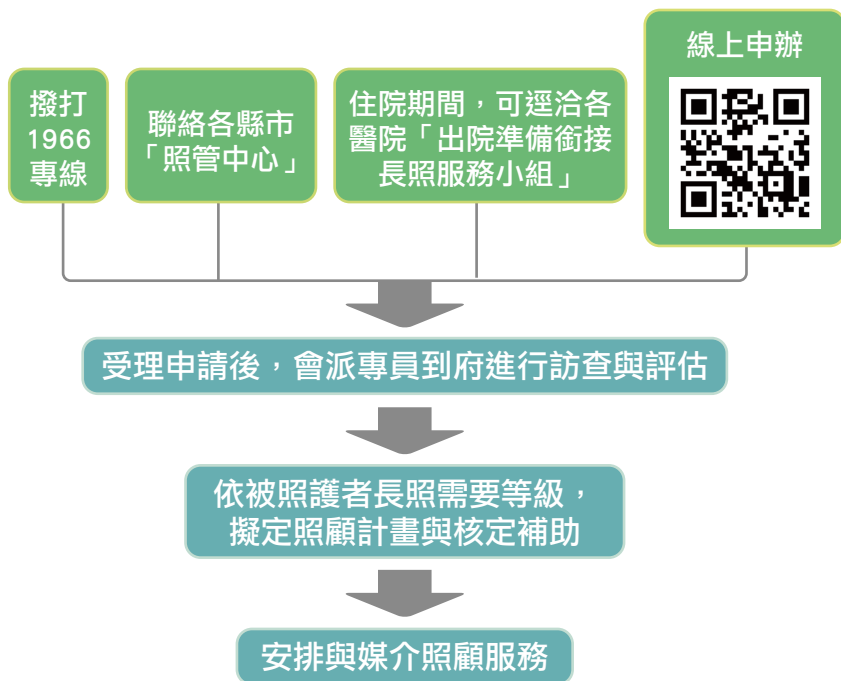 撥打
1966
專線
聯絡各縣市
「照管中心」
住院期間，可逕洽各
醫院「出院準備銜接
長照服務小組」
線上申辦
受理申請後，會派專員到府進行訪查與評估
依被照護者長照需要等級，
擬定照顧計畫與核定補助
安排與媒介照顧服務